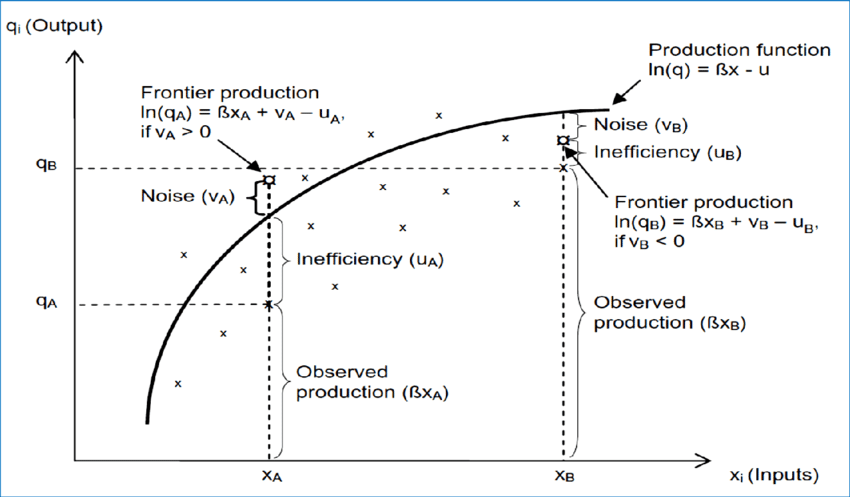 qi (Output)
Production function
ln(q) = ßx - u
Frontier production
ln(qA) = ßxA + vA – uA,
if vA > 0
Noise (vB)
Inefficiency (uB)
qB
Noise (vA)
Frontier production
ln(qB) = ßxB + vB – uB,
if vB < 0
Inefficiency (uA)
qA
Observed
production (ßxB)
Observed
production (ßxA)
xA
xB
xi (Inputs)